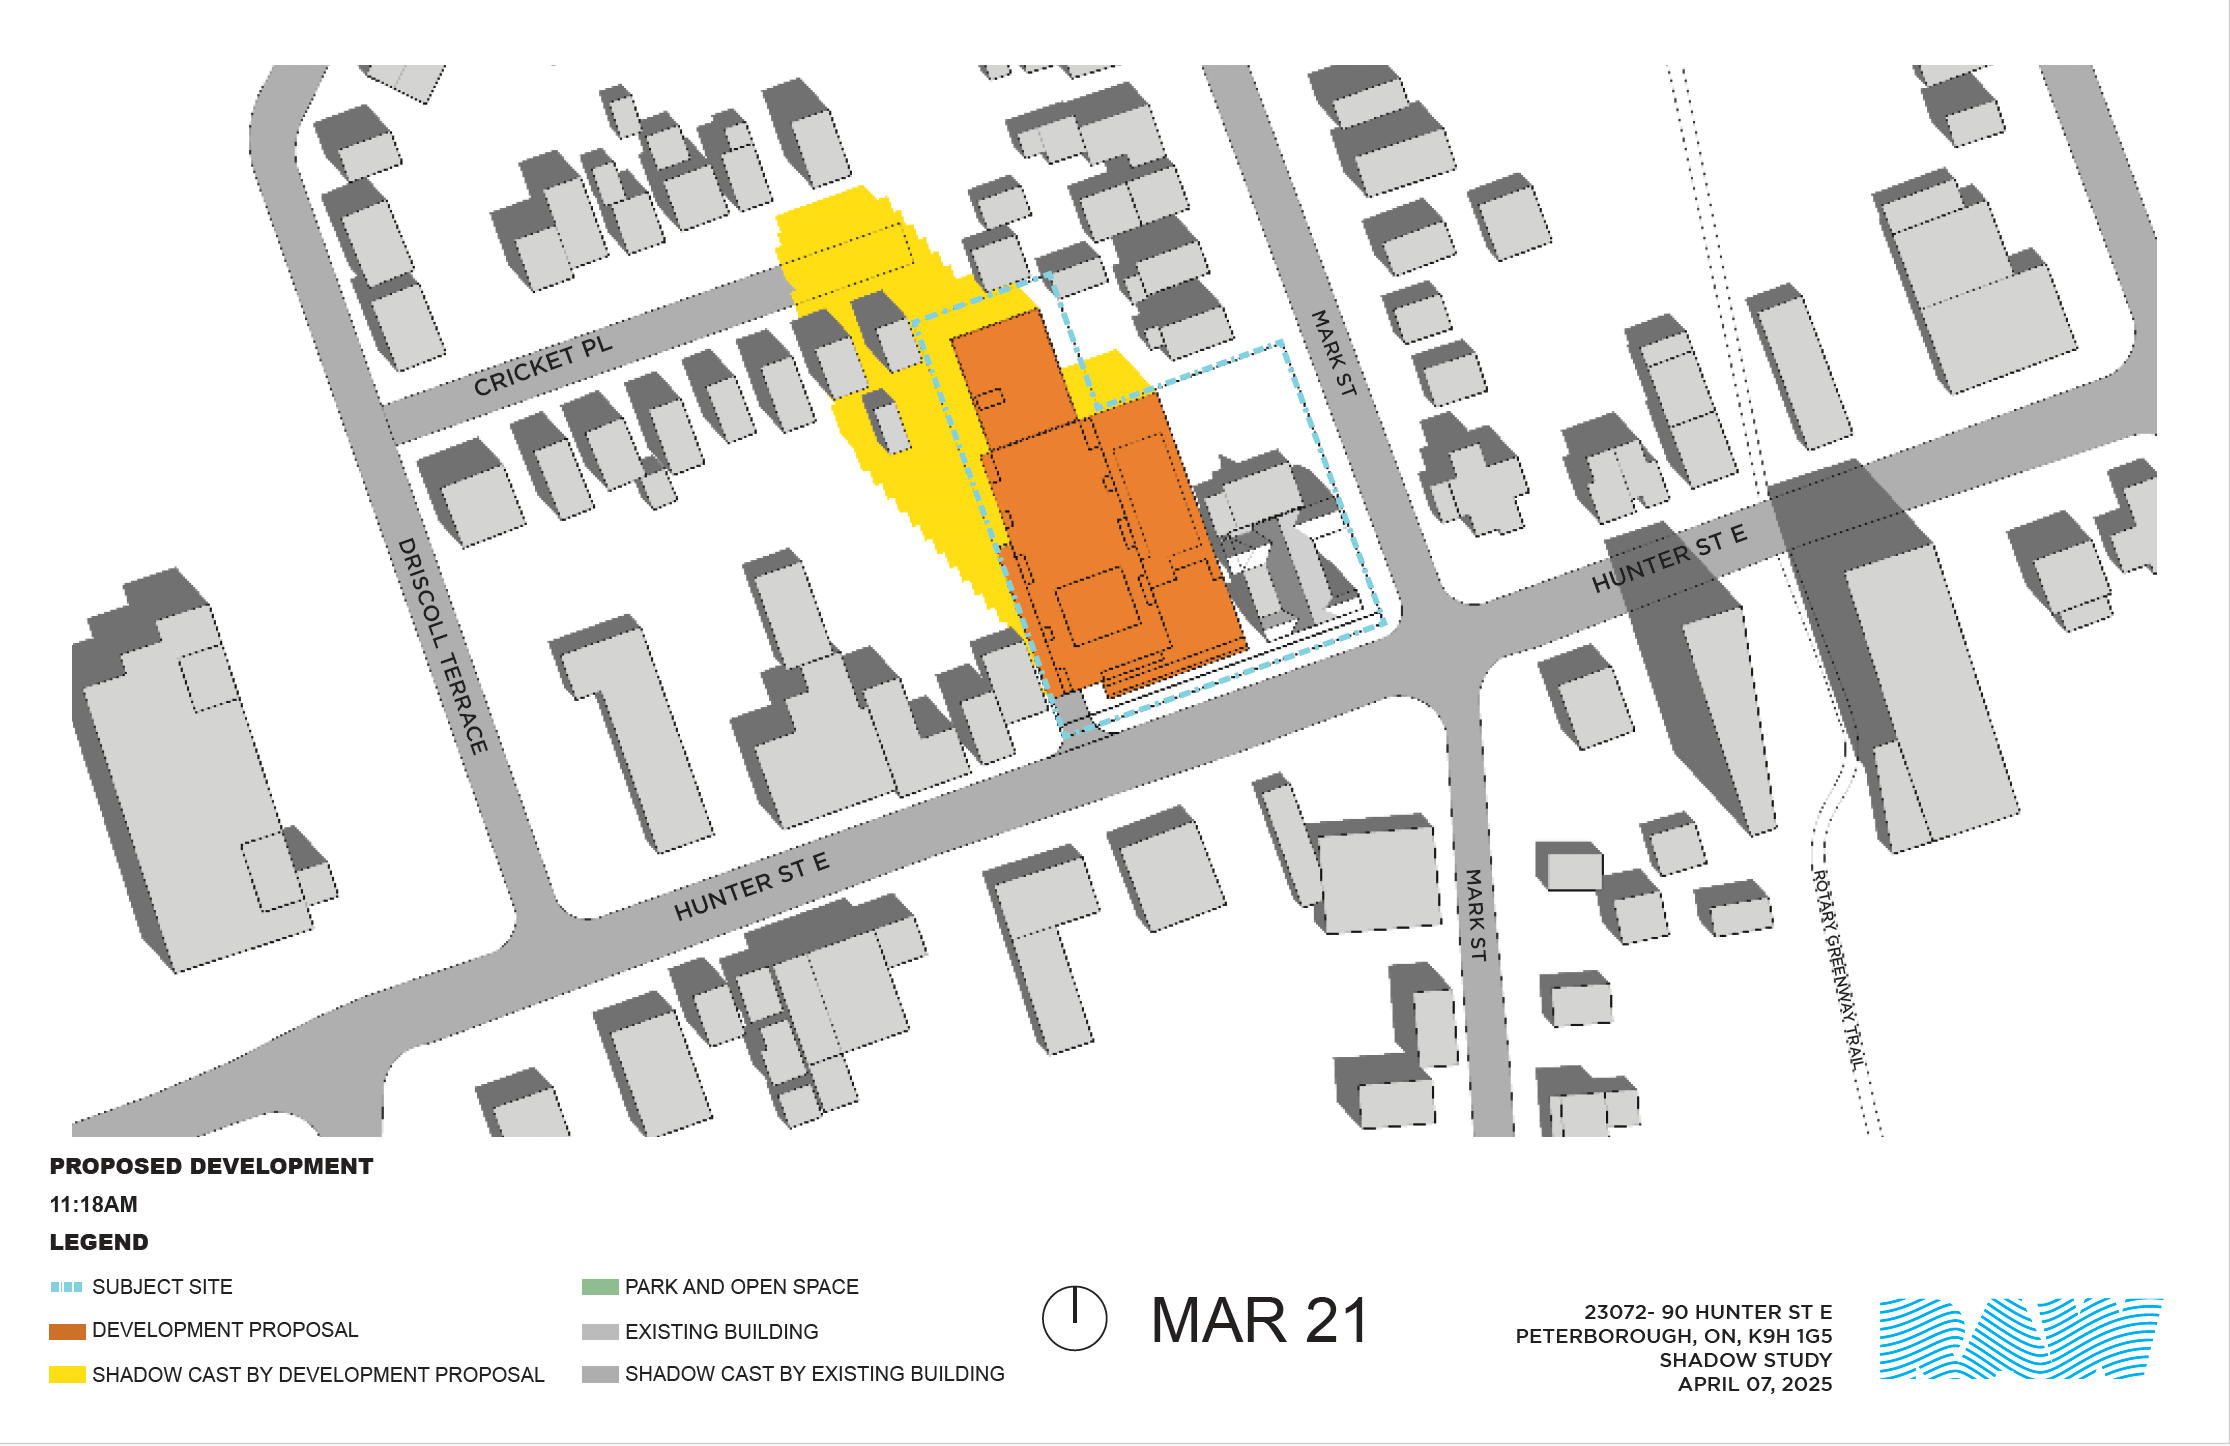 MARK ST
CRICKET PL
HUNTER ST E
DRISCOLL TERRACE
HUNTER ST E
MARK ST
ROTARY GREENWAY TRAIL
PROPOSED DEVELOPMENT
11:18AM
LEGEND
SUBJECT SITE
DEVELOPMENT PROPOSAL
SHADOW CAST BY DEVELOPMENT PROPOSAL
PARK AND OPEN SPACE
EXISTING BUILDING
SHADOW CAST BY EXISTING BUILDING
MAR 21
23072- 90 HUNTER ST E
PETERBOROUGH, ON, K9H 1G5
SHADOW STUDY
APRIL 07, 2025